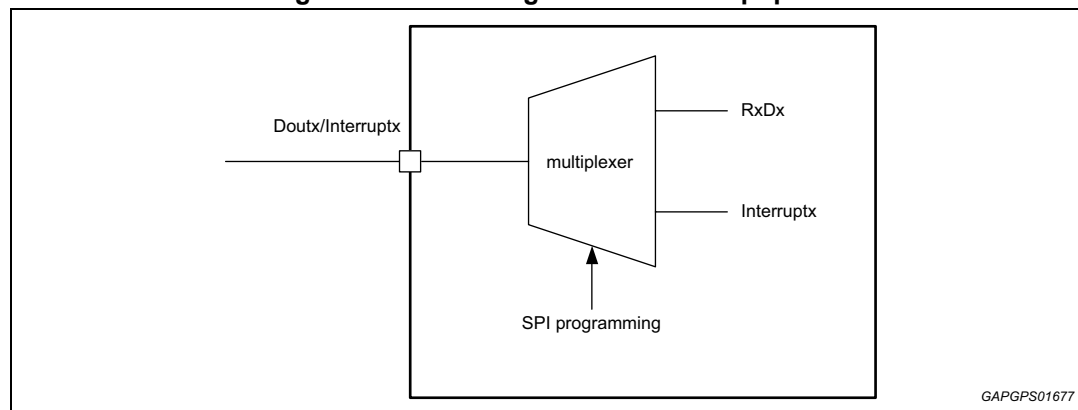 Doutx/Interruptx
RxDx
multiplexer
Interruptx
SPI programming
GAPGPS01677